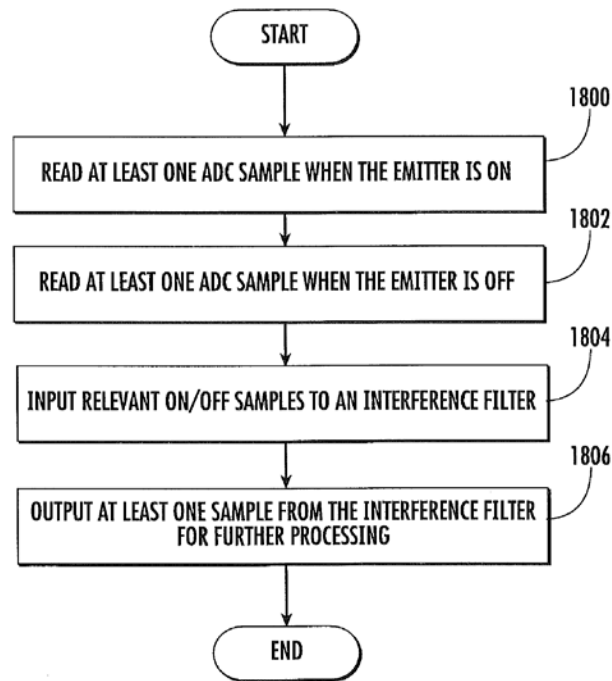 START
1800
READ AT LEAST ONE ADC SAMPLE WHEN THE EMITTER IS ON
1802
READ AT LEAST ONE ADC SAMPLE WHEN THE EMITTER IS OFF
1804
INPUT RELEVANT ON/OFF SAMPLES TO AN INTERFERENCE FILTER
1806
OUTPUT AT LEAST ONE SAMPLE FROM THE INTERFERENCE FILTER
FOR FURTHER PROCESSING
END